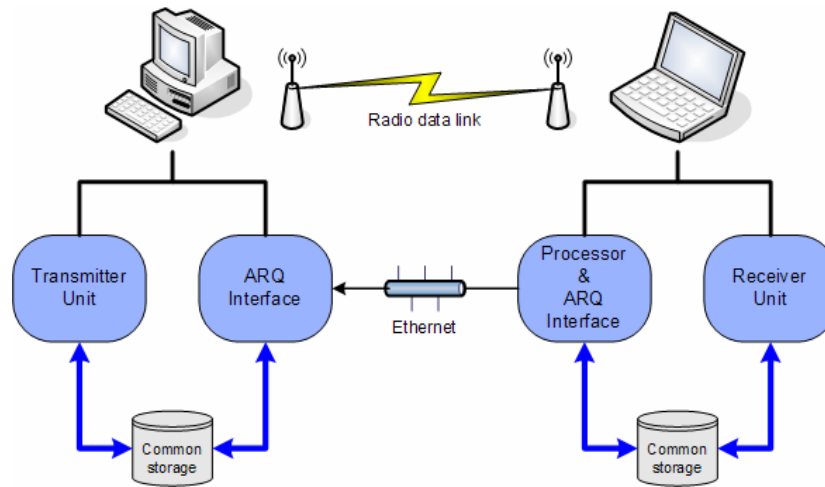 Radio data link
Transmitter
Unit
ARQ
Interface
Ethernet
Processor
&
ARQ
Interface
Receiver
Unit
Common
storage
Common
storage